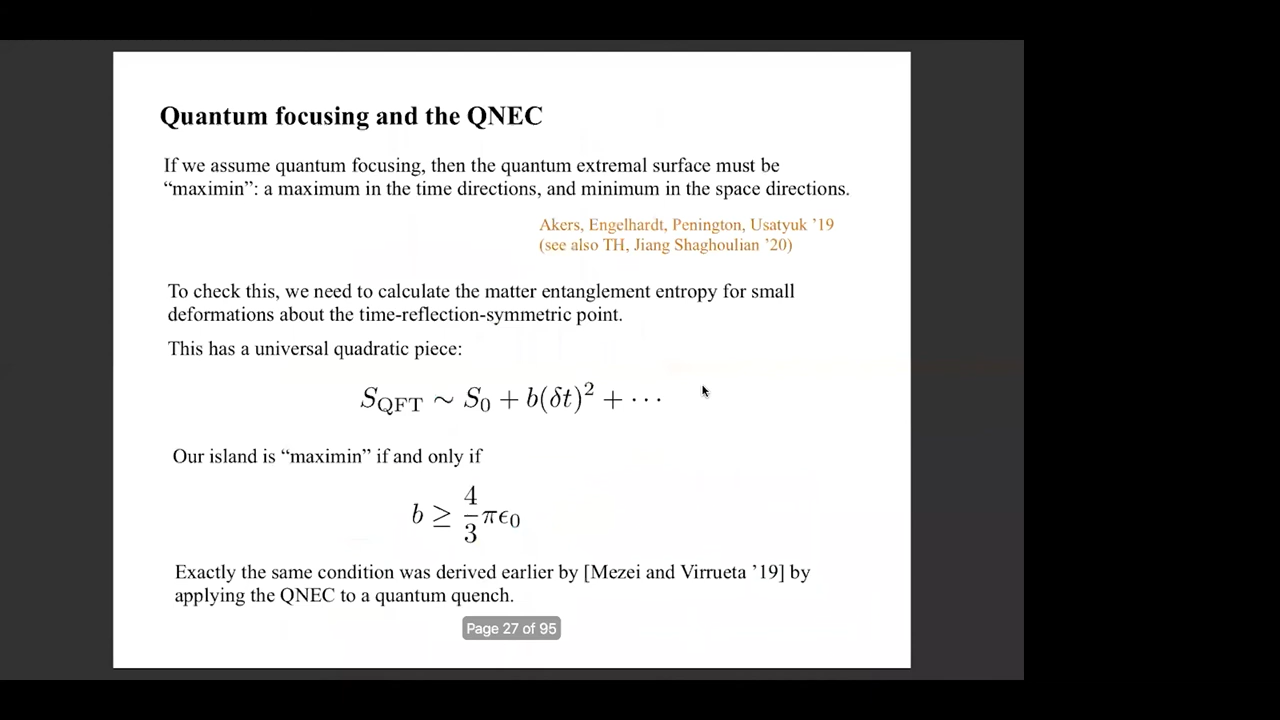 Quantum focusing and the QNEC
If we assume quantum focusing, then the quantum extremal surface must be
“maximin”: a maximum in the time directions, and minimum in the space directions.
Akers, Engelhardt, Penington, Usatyuk ’19
(see also TH, Jiang Shaghoulian ’20)
To check this, we need to calculate the matter entanglement entropy for small
deformations about the time-reflection-symmetric point.
This has a universal quadratic piece:
S_QFT ∼ S_0 + b(δt)^2 + ⋯
Our island is “maximin” if and only if
b ≥ 4/3 πϵ_0
Exactly the same condition was derived earlier by [Mezei and Virrueta ’19] by
applying the QNEC to a quantum quench.
Page 27 of 95